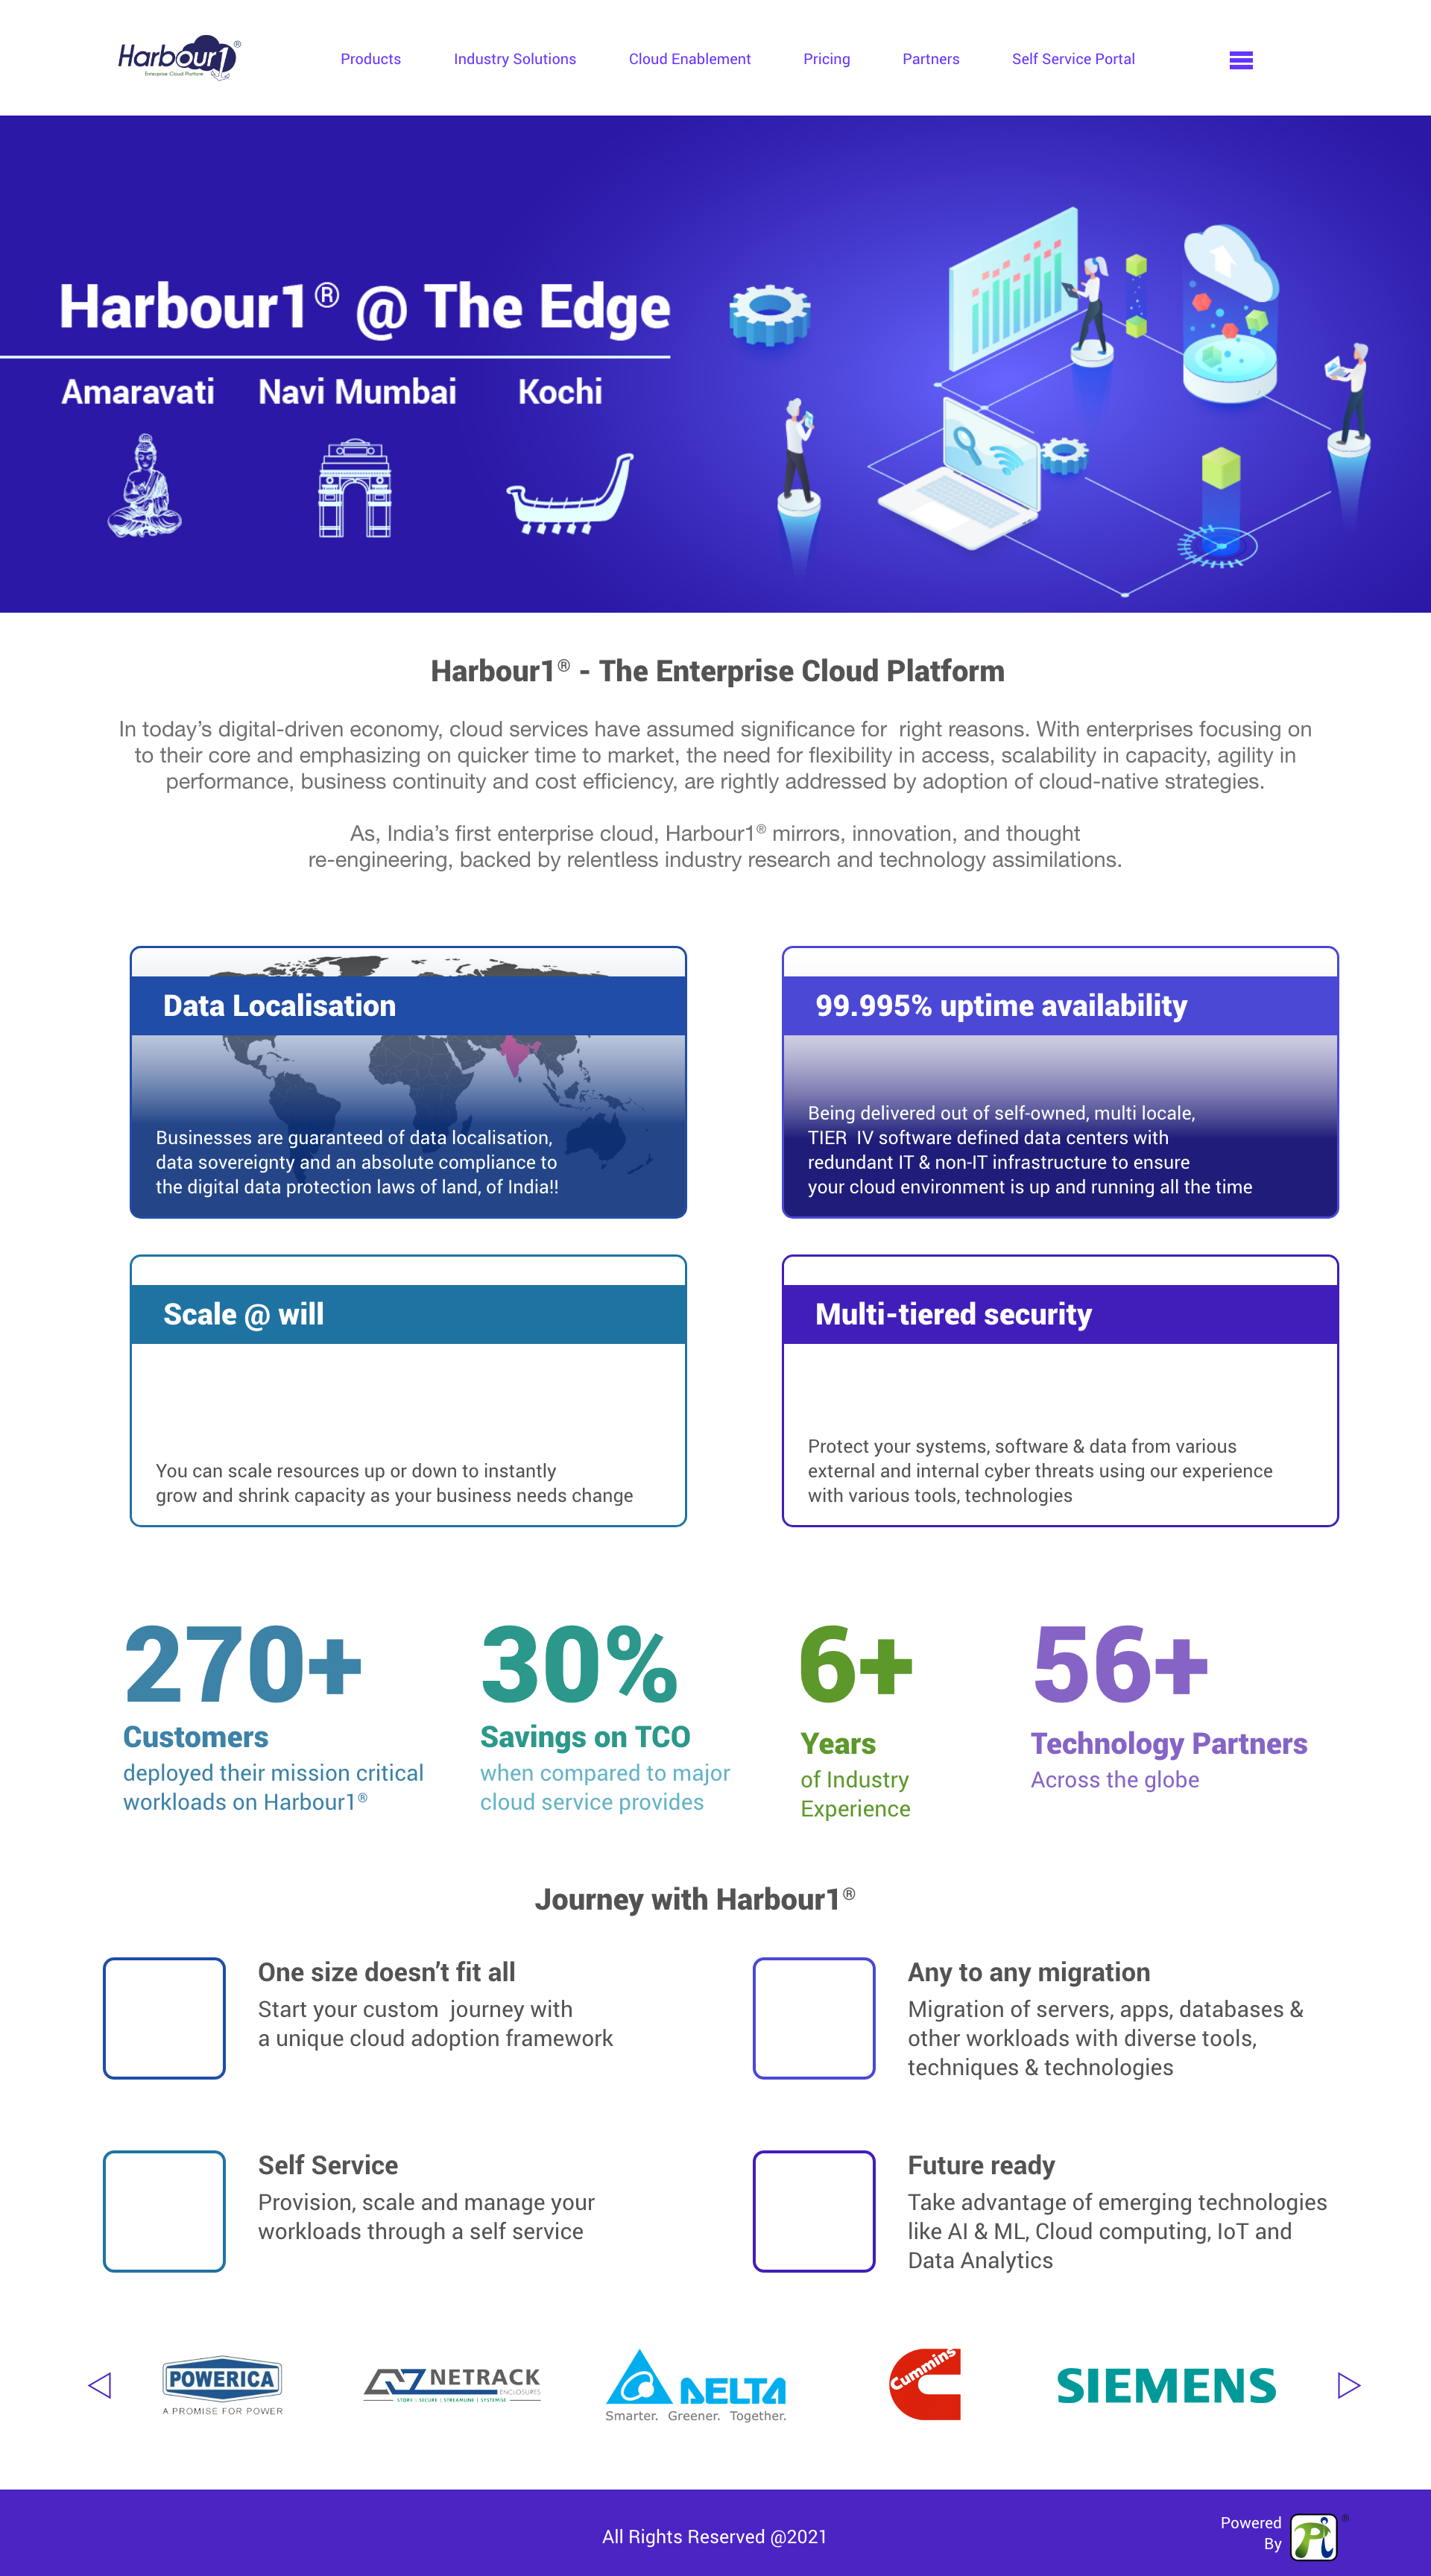 Harbour1®
Enterprise Cloud Platform
Products
Industry Solutions
Cloud Enablement
Pricing
Partners
Self Service Portal
Harbour1® @ The Edge
Amaravati
Navi Mumbai
Kochi
Harbour1® - The Enterprise Cloud Platform
In today’s digital-driven economy, cloud services have assumed significance for right reasons. With enterprises focusing on
to their core and emphasizing on quicker time to market, the need for flexibility in access, scalability in capacity, agility in
performance, business continuity and cost efficiency, are rightly addressed by adoption of cloud-native strategies.
As, India’s first enterprise cloud, Harbour1® mirrors, innovation, and thought
re-engineering, backed by relentless industry research and technology assimilations.
Data Localisation
Businesses are guaranteed of data localisation,
data sovereignty and an absolute compliance to
the digital data protection laws of land, of India!!
99.995% uptime availability
Being delivered out of self-owned, multi locale,
TIER IV software defined data centers with
redundant IT & non-IT infrastructure to ensure
your cloud environment is up and running all the time
Scale @ will
You can scale resources up or down to instantly
grow and shrink capacity as your business needs change
Multi-tiered security
Protect your systems, software & data from various
external and internal cyber threats using our experience
with various tools, technologies
270+
Customers
deployed their mission critical
workloads on Harbour1®
30%
Savings on TCO
when compared to major
cloud service provides
6+
Years
of Industry
Experience
56+
Technology Partners
Across the globe
Journey with Harbour1®
One size doesn’t fit all
Start your custom journey with
a unique cloud adoption framework
Any to any migration
Migration of servers, apps, databases &
other workloads with diverse tools,
techniques & technologies
Self Service
Provision, scale and manage your
workloads through a self service
Future ready
Take advantage of emerging technologies
like AI & ML, Cloud computing, IoT and
Data Analytics
POWERICA
A PROMISE FOR POWER
NETRACK
ENCLOSURES
STORE | SECURE | STREAMLINE | SYSTEMISE
DELTA
Smarter. Greener. Together.
Cummins
SIEMENS
All Rights Reserved @2021
Powered
By
Pi ®